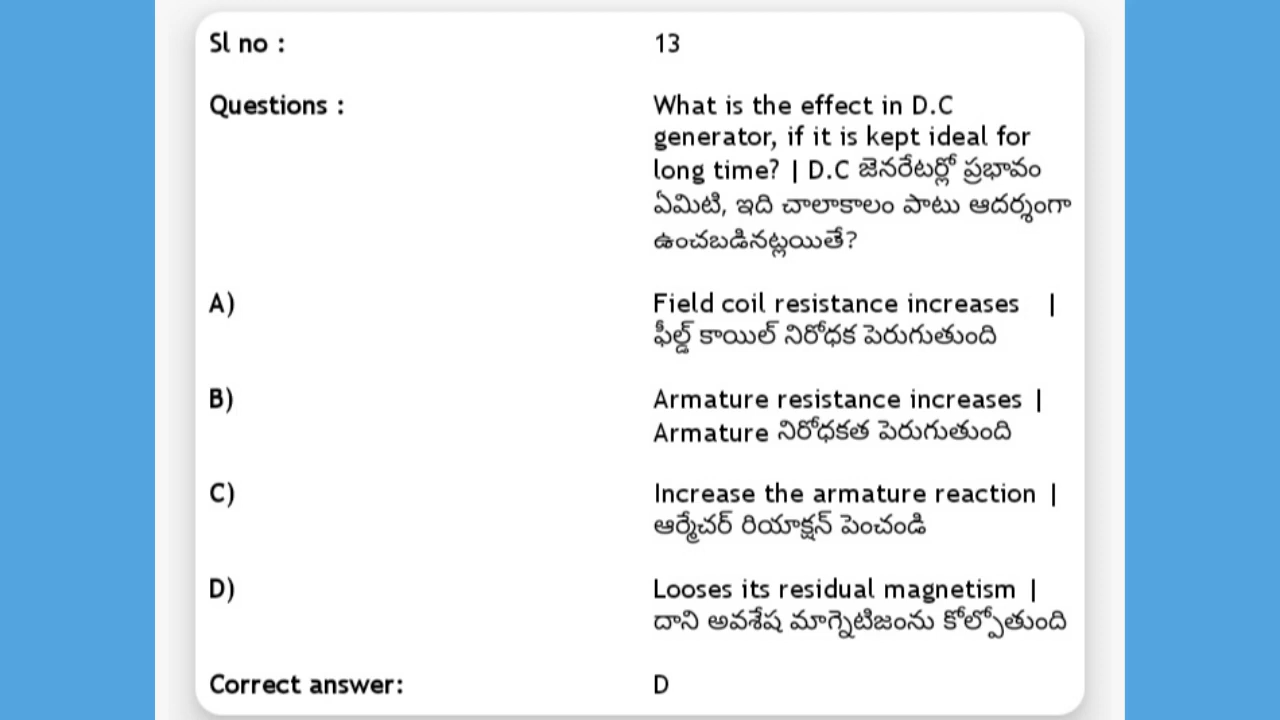 Sl no : 13
Questions : What is the effect in D.C
generator, if it is kept ideal for
long time? | D.C జెనరేటర్లో ప్రభావం
ఏమిటి, ఇది చాలాకాలం పాటు ఆదర్శంగా
ఉంచబడినట్లయితే?
A) Field coil resistance increases |
ఫీల్డ్ కాయిల్ నిరోధక పెరుగుతుంది
B) Armature resistance increases |
Armature నిరోధకత పెరుగుతుంది
C) Increase the armature reaction |
ఆర్మేచర్ రియాక్షన్ పెంచండి
D) Looses its residual magnetism |
దాని అవశేష మాగ్నెటిజంను కోల్పోతుంది
Correct answer: D